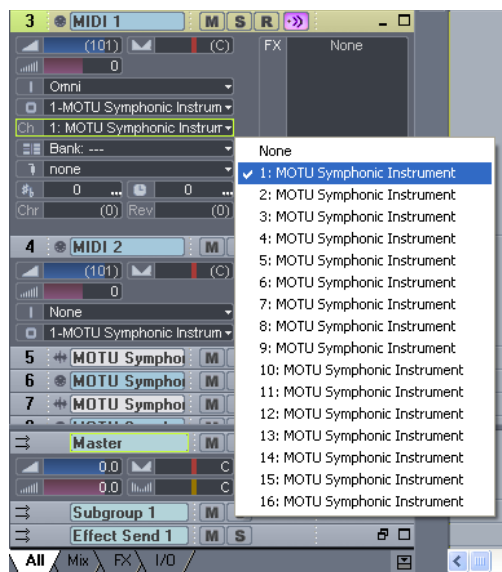 3 MIDI 1 M S R
(101) (C) FX None
0
Omni
1-MOTU Symphonic Instrum
Ch 1: MOTU Symphonic Instrum
Bank: ---
none
0 ... 0 ...
Chr (0) Rev (0)
None
1: MOTU Symphonic Instrument
2: MOTU Symphonic Instrument
3: MOTU Symphonic Instrument
4: MOTU Symphonic Instrument
5: MOTU Symphonic Instrument
6: MOTU Symphonic Instrument
7: MOTU Symphonic Instrument
8: MOTU Symphonic Instrument
9: MOTU Symphonic Instrument
10: MOTU Symphonic Instrument
11: MOTU Symphonic Instrument
12: MOTU Symphonic Instrument
13: MOTU Symphonic Instrument
14: MOTU Symphonic Instrument
15: MOTU Symphonic Instrument
16: MOTU Symphonic Instrument
4 MIDI 2 M
(101) (C)
0
None
1-MOTU Symphonic Instrum
5 MOTU Sympho M
6 MOTU Sympho M
7 MOTU Sympho M
Master M
0.0 C
0.0 C
Subgroup 1 M S
Effect Send 1 M S
All Mix FX I/O